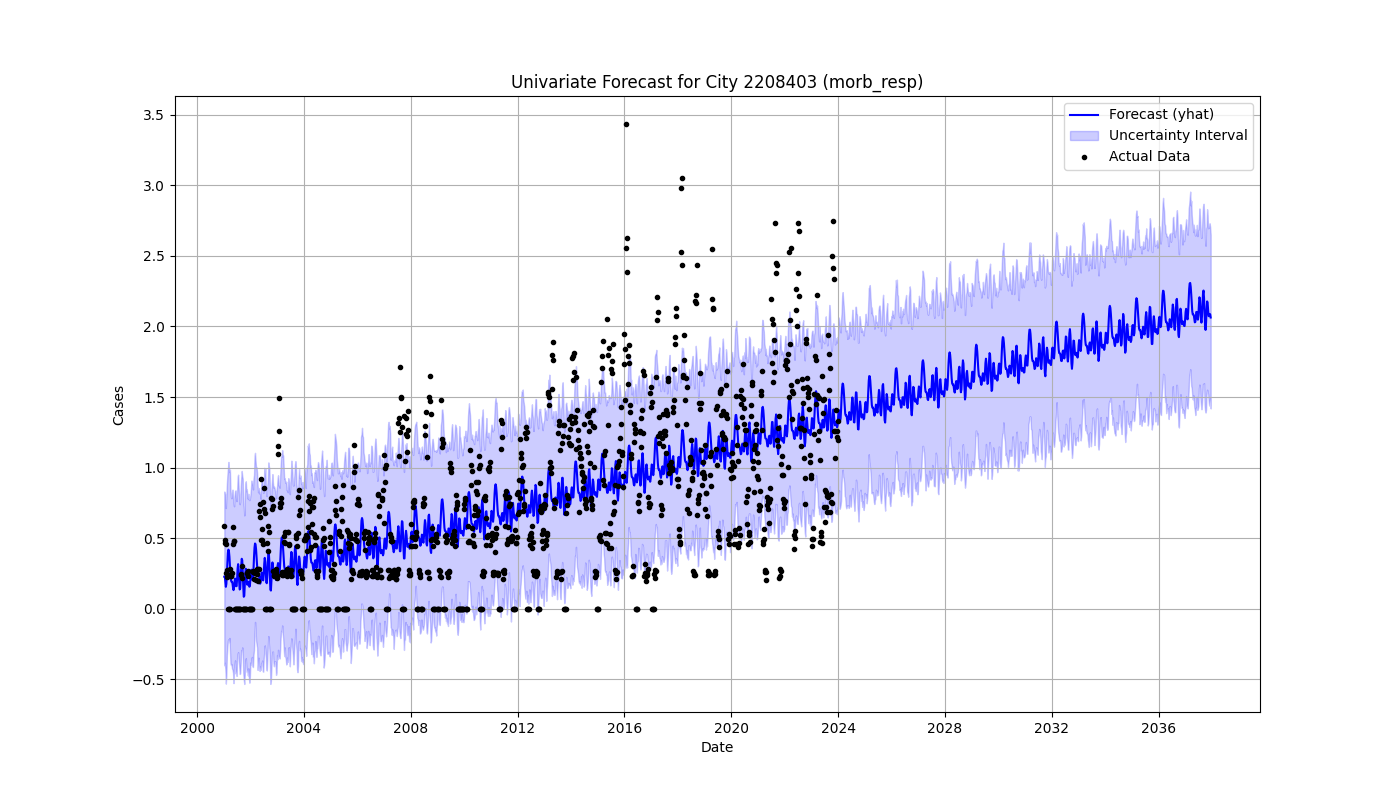 Univariate Forecast for City 2208403 (morb_resp)
Forecast (yhat)
Uncertainty Interval
Actual Data
Cases
3.5
3.0
2.5
2.0
1.5
1.0
0.5
0.0
−0.5
2000 2004 2008 2012 2016 2020 2024 2028 2032 2036
Date